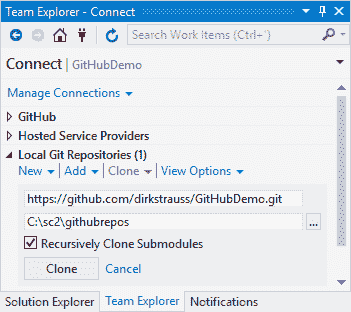 Team Explorer - Connect
Search Work Items (Ctrl+')
Connect | GitHubDemo
Manage Connections
GitHub
Hosted Service Providers
Local Git Repositories (1)
New | Add | Clone | View Options
https://github.com/dirkstrauss/GitHubDemo.git
C:\sc2\githubrepos
...
Recursively Clone Submodules
Clone Cancel
Solution Explorer Team Explorer Notifications